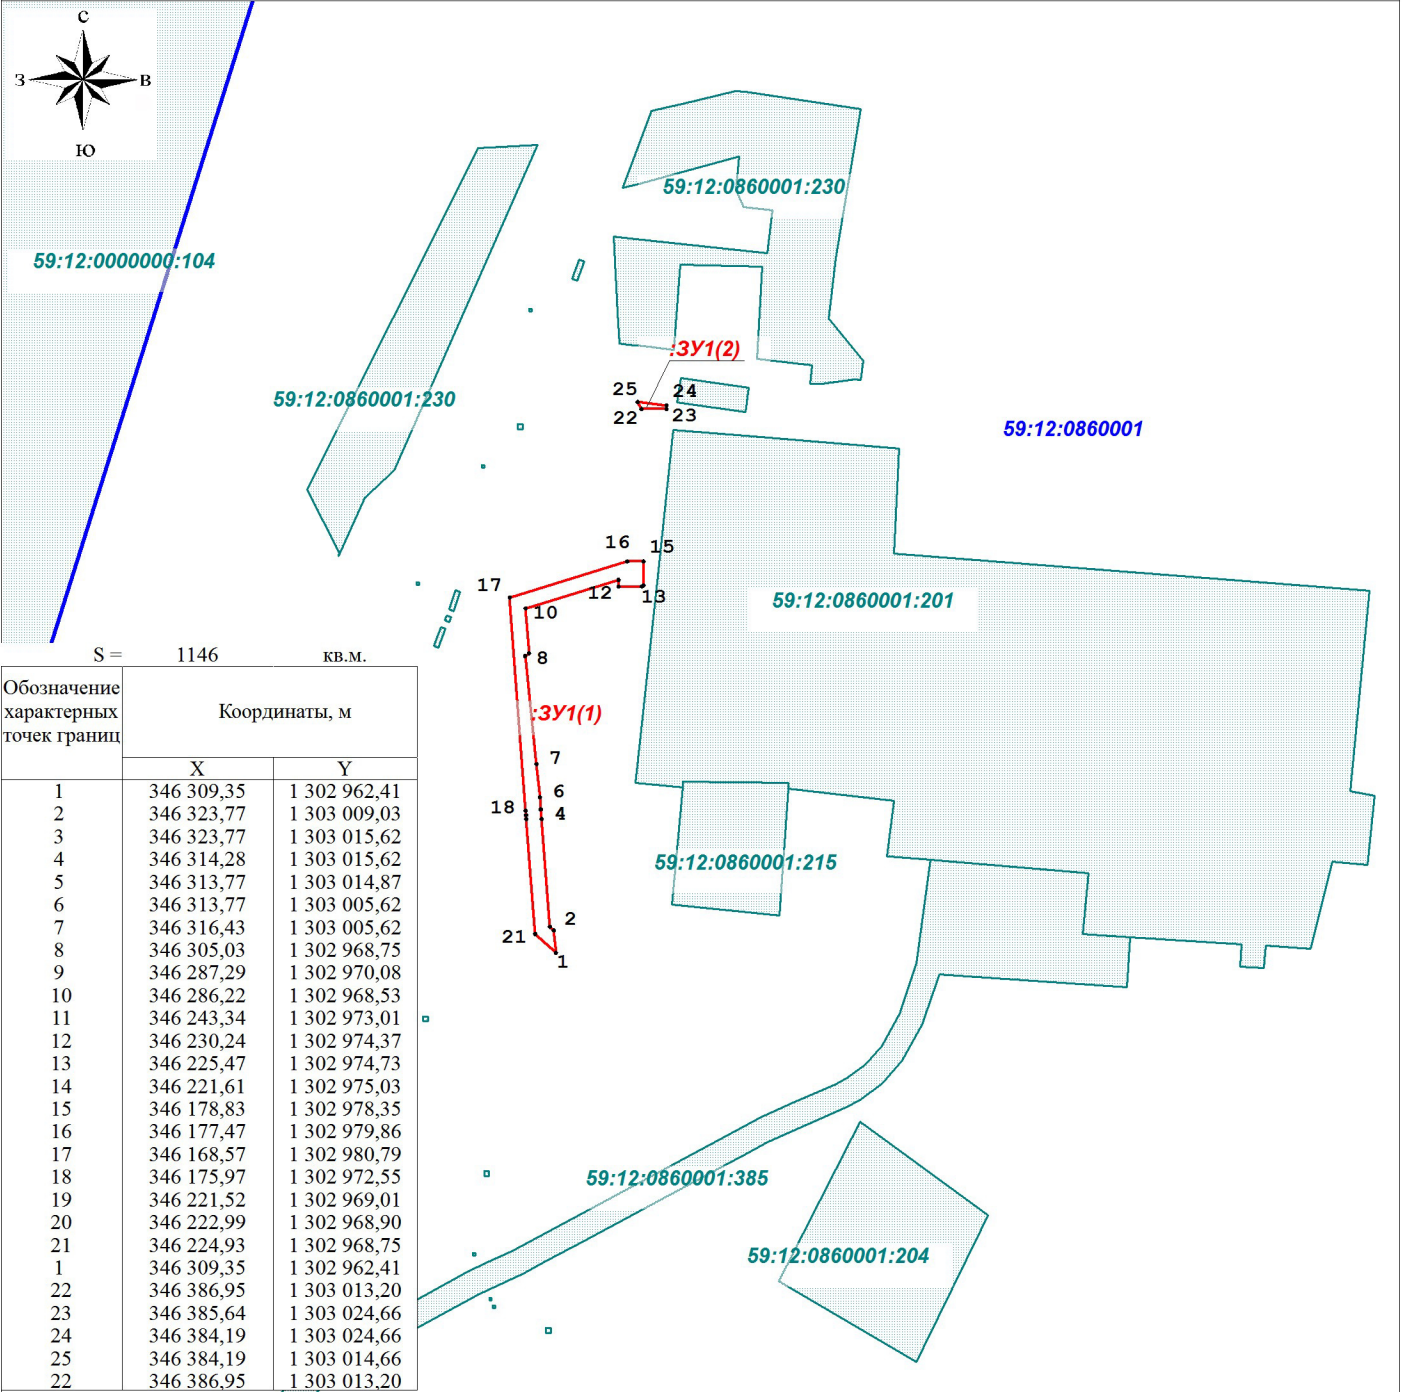 С
З
В
Ю
59:12:0860001:230
59:12:0000000:104
:ЗУ1(2)
25
24
59:12:0860001:230
22
23
59:12:0860001
16
15
17
12
13
59:12:0860001:201
10
8
:ЗУ1(1)
7
6
18
4
59:12:0860001:215
2
21
1
59:12:0860001:385
59:12:0860001:204
S = 1146 кв.м.
Обозначение
характерных
точек границ
Координаты, м
X Y
1 346 309,35 1 302 962,41
2 346 323,77 1 303 009,03
3 346 323,77 1 303 015,62
4 346 314,28 1 303 015,62
5 346 313,77 1 303 014,87
6 346 313,77 1 303 005,62
7 346 316,43 1 303 005,62
8 346 305,03 1 302 968,75
9 346 287,29 1 302 970,08
10 346 286,22 1 302 968,53
11 346 243,34 1 302 973,01
12 346 230,24 1 302 974,37
13 346 225,47 1 302 974,73
14 346 221,61 1 302 975,03
15 346 178,83 1 302 978,35
16 346 177,47 1 302 979,86
17 346 168,57 1 302 980,79
18 346 175,97 1 302 972,55
19 346 221,52 1 302 969,01
20 346 222,99 1 302 968,90
21 346 224,93 1 302 968,75
1 346 309,35 1 302 962,41
22 346 386,95 1 303 013,20
23 346 385,64 1 303 024,66
24 346 384,19 1 303 024,66
25 346 384,19 1 303 014,66
22 346 386,95 1 303 013,20